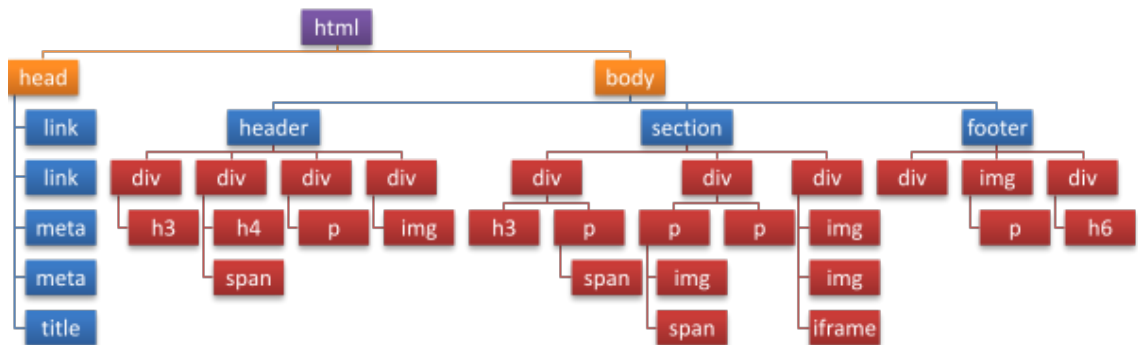 html
head body
link header section footer
link div div div div div div div div img div
meta h3 h4 p img h3 p p p img p h6
meta span span img img
title span iframe